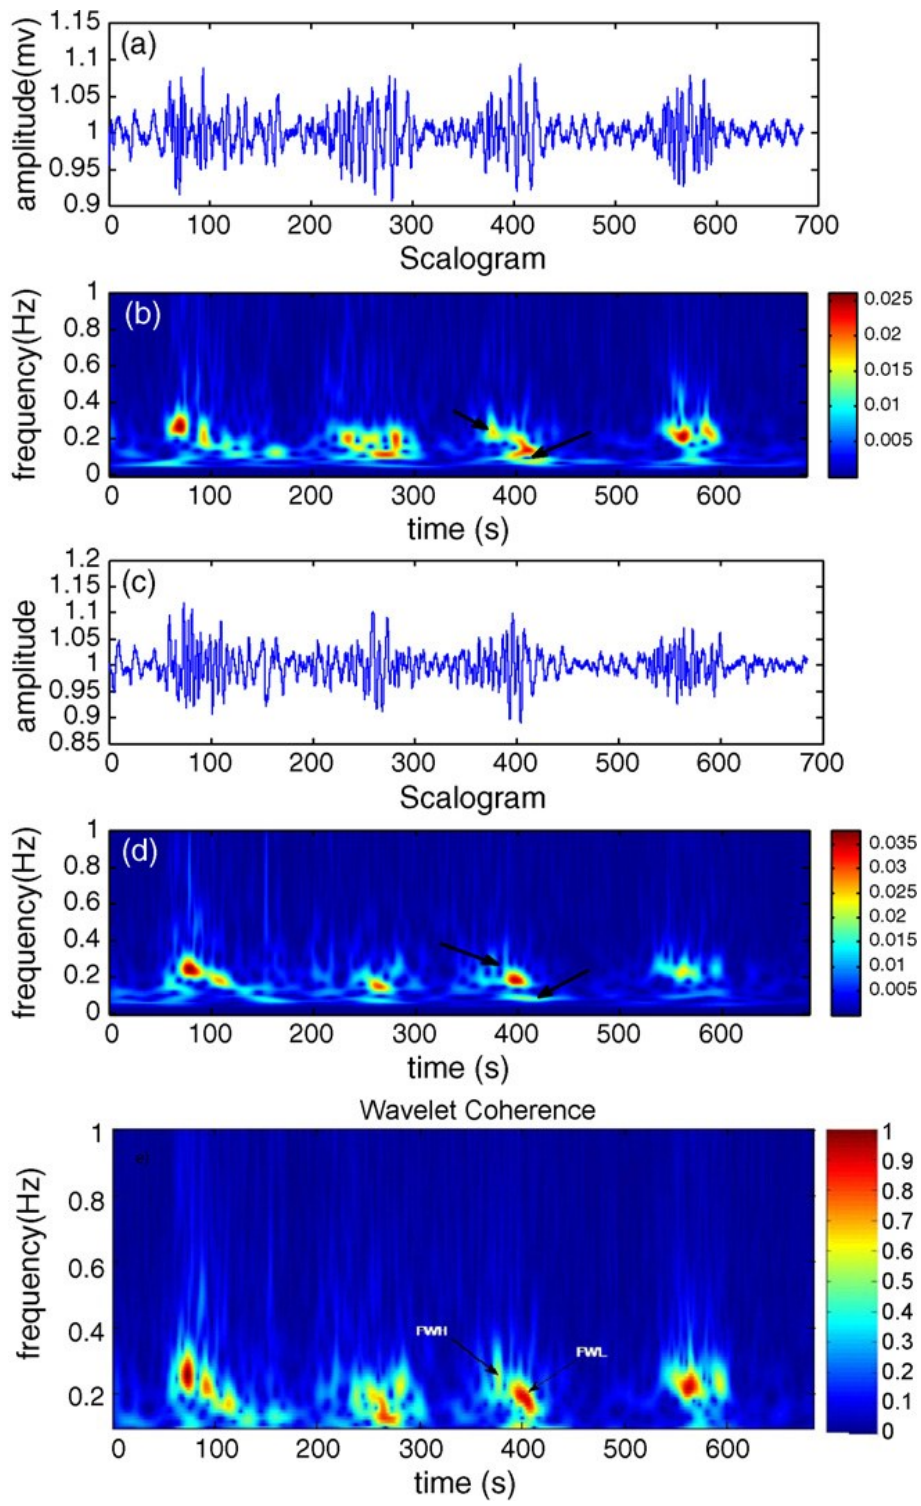 (a)
amplitude(mv)
1.15
1.1
1.05
1
0.95
0.9
0 100 200 300 400 500 600 700
Scalogram
(b)
frequency(Hz)
1
0.8
0.6
0.4
0.2
0
0 100 200 300 400 500 600
time (s)
0.025
0.02
0.015
0.01
0.005
(c)
amplitude
1.2
1.15
1.1
1.05
1
0.95
0.9
0.85
0 100 200 300 400 500 600 700
Scalogram
(d)
frequency(Hz)
1
0.8
0.6
0.4
0.2
0
0 100 200 300 400 500 600
time (s)
0.035
0.03
0.025
0.02
0.015
0.01
0.005
Wavelet Coherence
e)
frequency(Hz)
1
0.8
0.6
0.4
0.2
FWH
FWL
0 100 200 300 400 500 600
time (s)
1
0.9
0.8
0.7
0.6
0.5
0.4
0.3
0.2
0.1
0